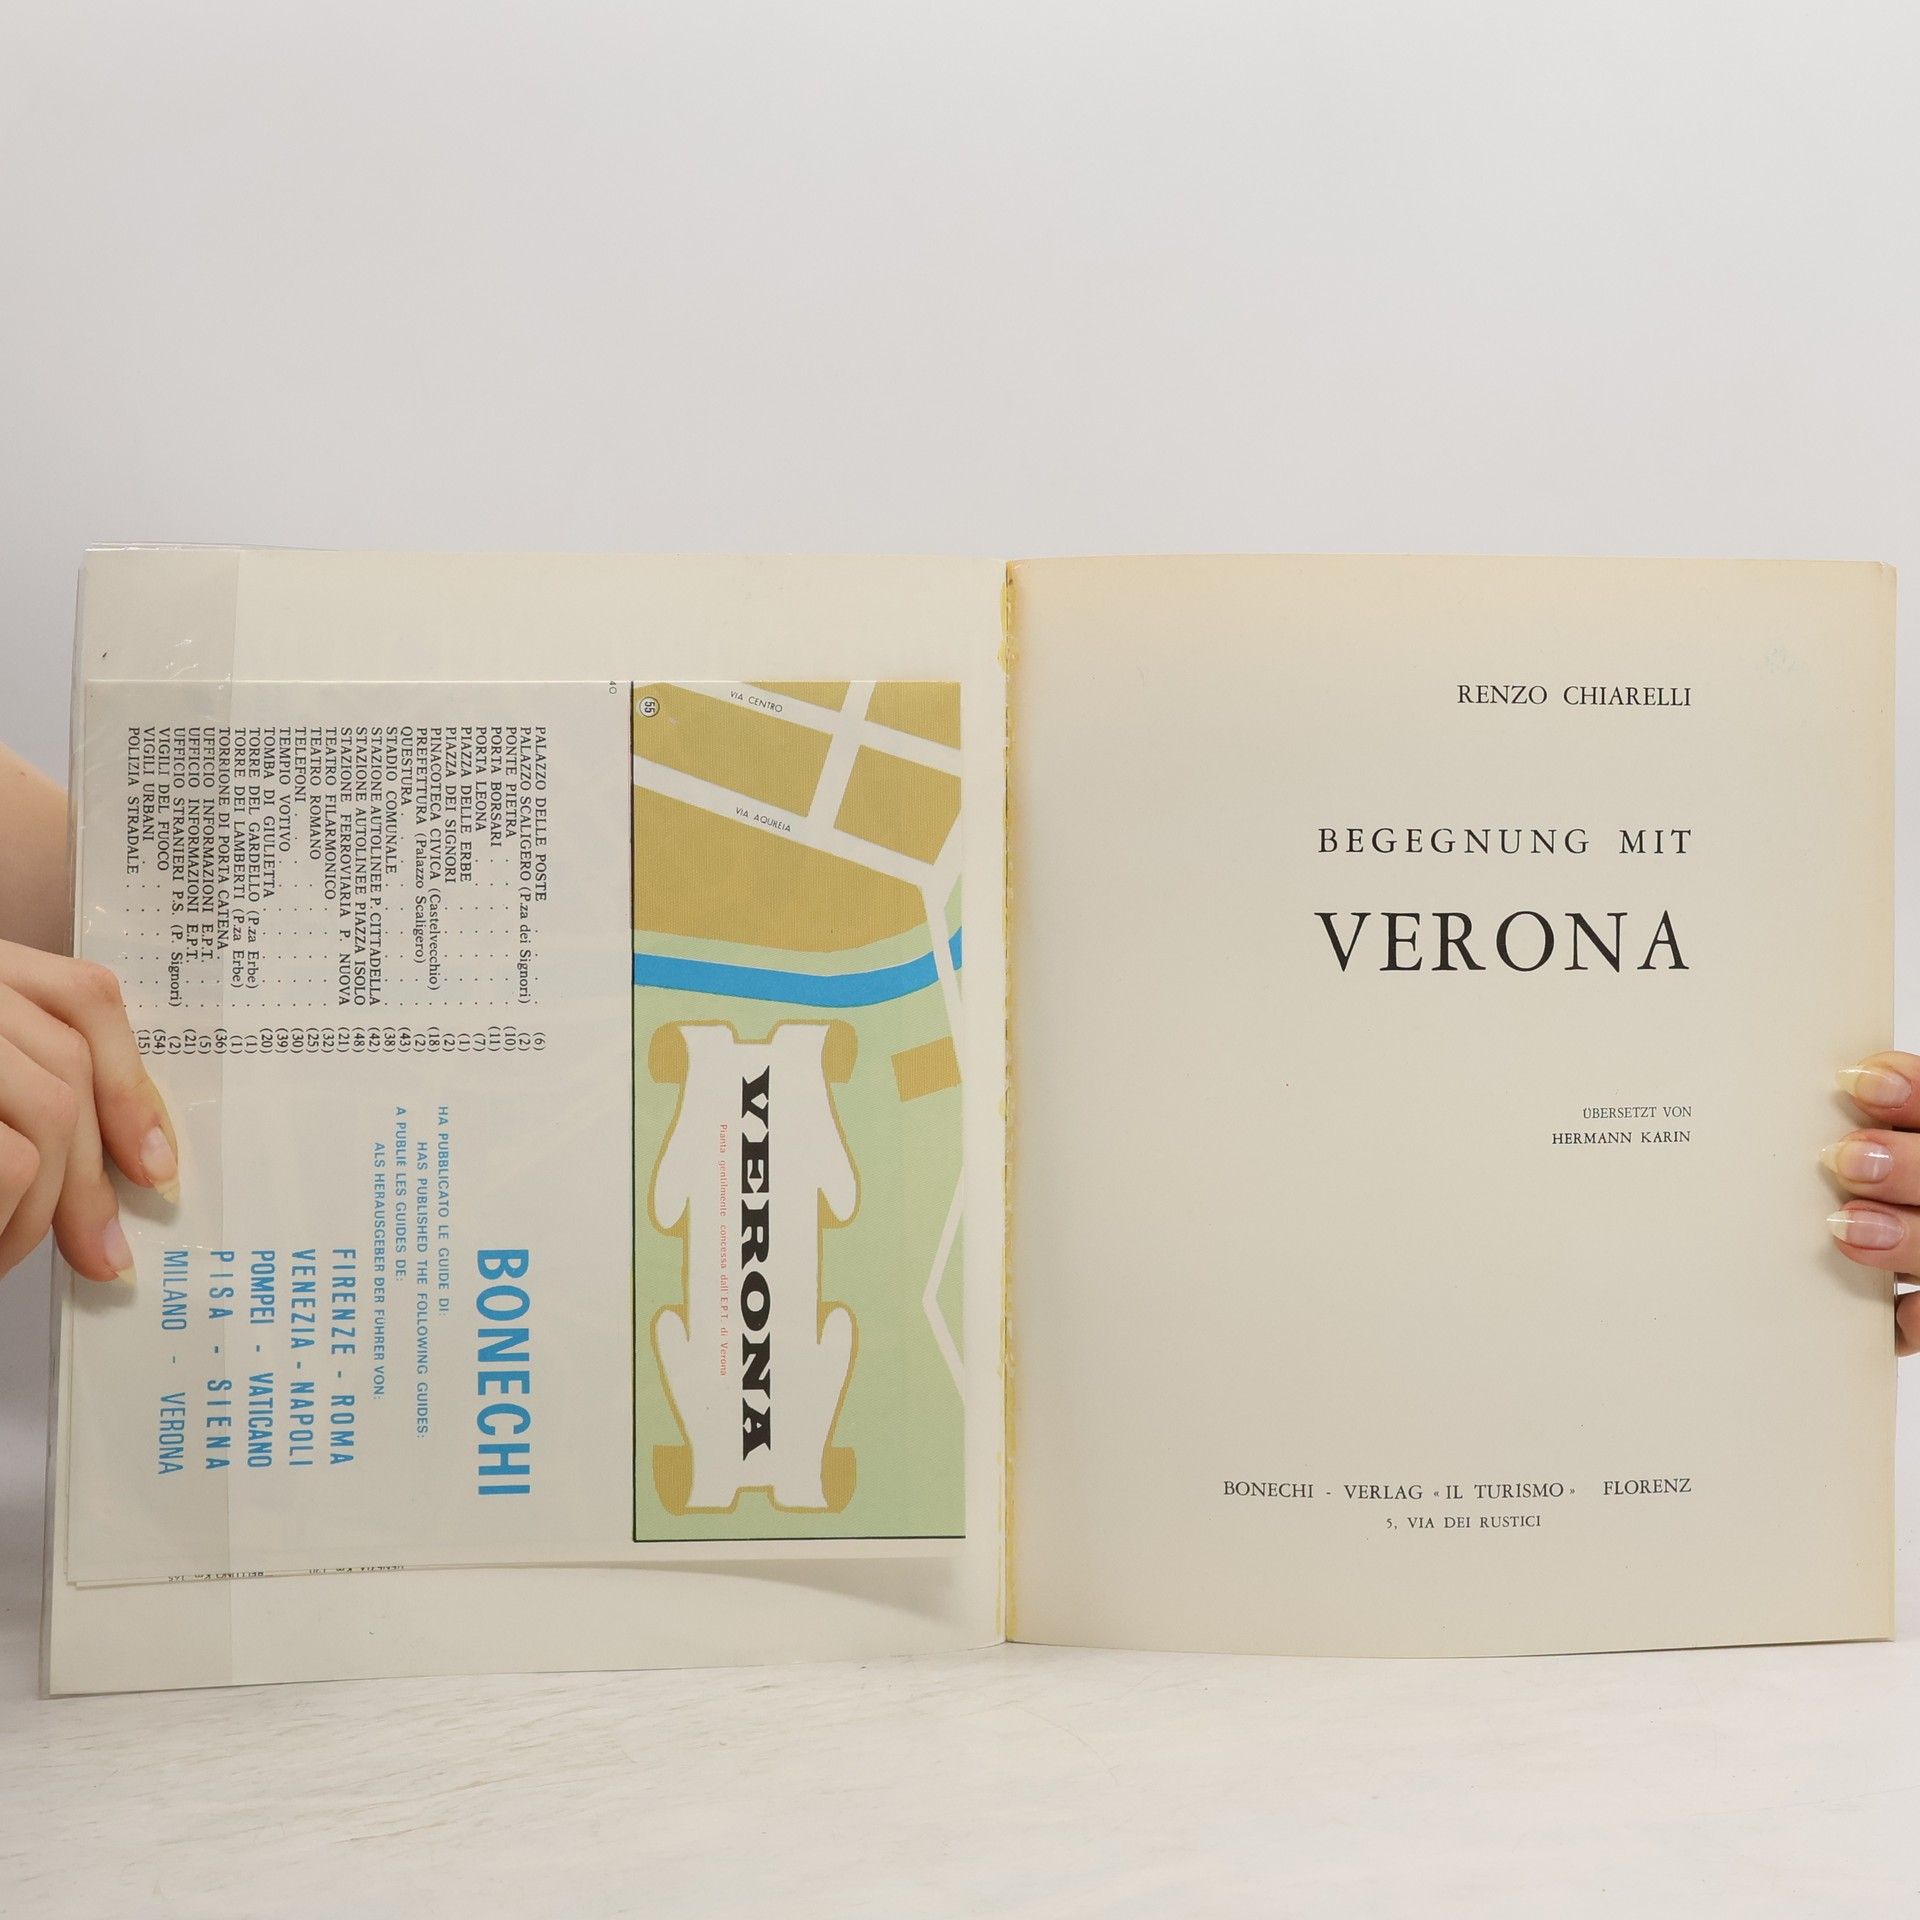 PALAZZO DELLE POSTE . . . (6)
PALAZZO SCALIGERO (P.za dei Signori) . (2)
PONTE PIETRA . . . . . (10)
PORTA BORSARI . . . . . (11)
PORTA LEONA . . . . . (7)
PIAZZA DELLE ERBE . . . . (1)
PIAZZA DEI SIGNORI . . . . (2)
PINACOTECA CIVICA (Castelvecchio) . (18)
PREFETTURA (Palazzo Scaligero) . . (2)
QUESTURA . . . . . . (43)
STADIO COMUNALE . . . . (38)
STAZIONE AUTOLINEE P. CITTADELLA (42)
STAZIONE AUTOLINEE PIAZZA ISOLO (48)
STAZIONE FERROVIARIA P. NUOVA (21)
TEATRO FILARMONICO . . . (32)
TEATRO ROMANO . . . . (25)
TELEFONI . . . . . . (30)
TEMPIO VOTIVO . . . . . (39)
TOMBA DI GIULIETTA . . . . (20)
TORRE DEL GARDELLO (P.za Erbe) . (1)
TORRE DEI LAMBERTI (P.za Erbe) . (1)
TORRIONE DI PORTA CATENA . . (36)
UFFICIO INFORMAZIONI E.P.T. . . (5)
UFFICIO INFORMAZIONI E.P.T. . . (21)
UFFICIO STRANIERI P.S. (P. Signori) (2)
VIGILI DEL FUOCO . . . . (54)
VIGILI URBANI . . . . . (15)
POLIZIA STRADALE . . . .
HA PUBBLICATO LE GUIDE DI:
HAS PUBLISHED THE FOLLOWING GUIDES:
A PUBLIÉ LES GUIDES DE:
ALS HERAUSGEBER DER FÜHRER VON:
BONECHI
FIRENZE - ROMA
VENEZIA - NAPOLI
POMPEI - VATICANO
PISA - SIENA
MILANO - VERONA
40
55
VIA CENTRO
VIA AQUILEIA
VERONA
Pianta gentilmente concessa dall'E.P.T. di Verona
RENZO CHIARELLI
BEGEGNUNG MIT
VERONA
ÜBERSETZT VON
HERMANN KARIN
BONECHI - VERLAG « IL TURISMO » FLORENZ
5, VIA DEI RUSTICI